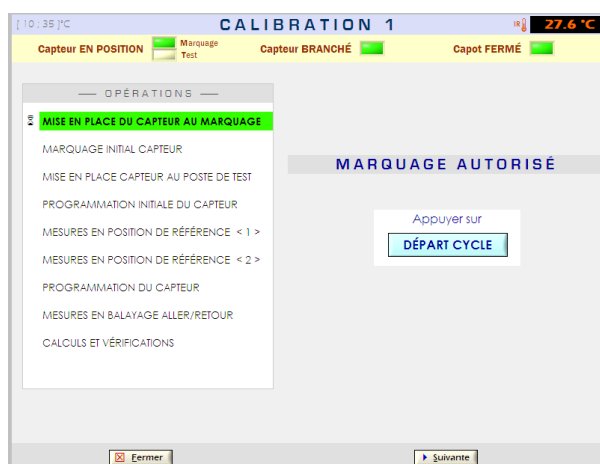 [ 10 : 35 ]°C CALIBRATION 1 IR 27.6 °C
Capteur EN POSITION Marquage Capteur BRANCHÉ Capot FERMÉ
Test
OPÉRATIONS
MISE EN PLACE DU CAPTEUR AU MARQUAGE
MARQUAGE INITIAL CAPTEUR
MISE EN PLACE CAPTEUR AU POSTE DE TEST
PROGRAMMATION INITIALE DU CAPTEUR
MESURES EN POSITION DE RÉFÉRENCE < 1 >
MESURES EN POSITION DE RÉFÉRENCE < 2 >
PROGRAMMATION DU CAPTEUR
MESURES EN BALAYAGE ALLER/RETOUR
CALCULS ET VÉRIFICATIONS
MARQUAGE AUTORISÉ
Appuyer sur
DÉPART CYCLE
Fermer
Suivante